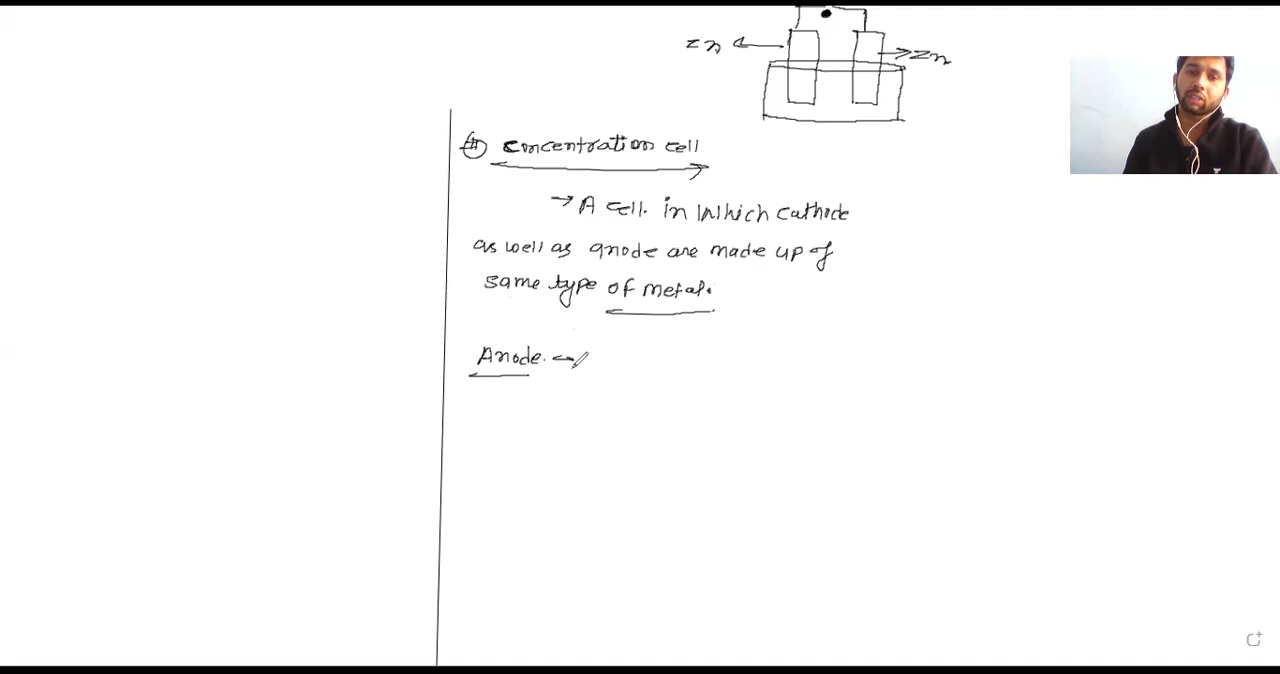 Zn Zn
# Concentration cell
→ A cell. in which cathode
as well as anode are made up of
same type of metal.
Anode.